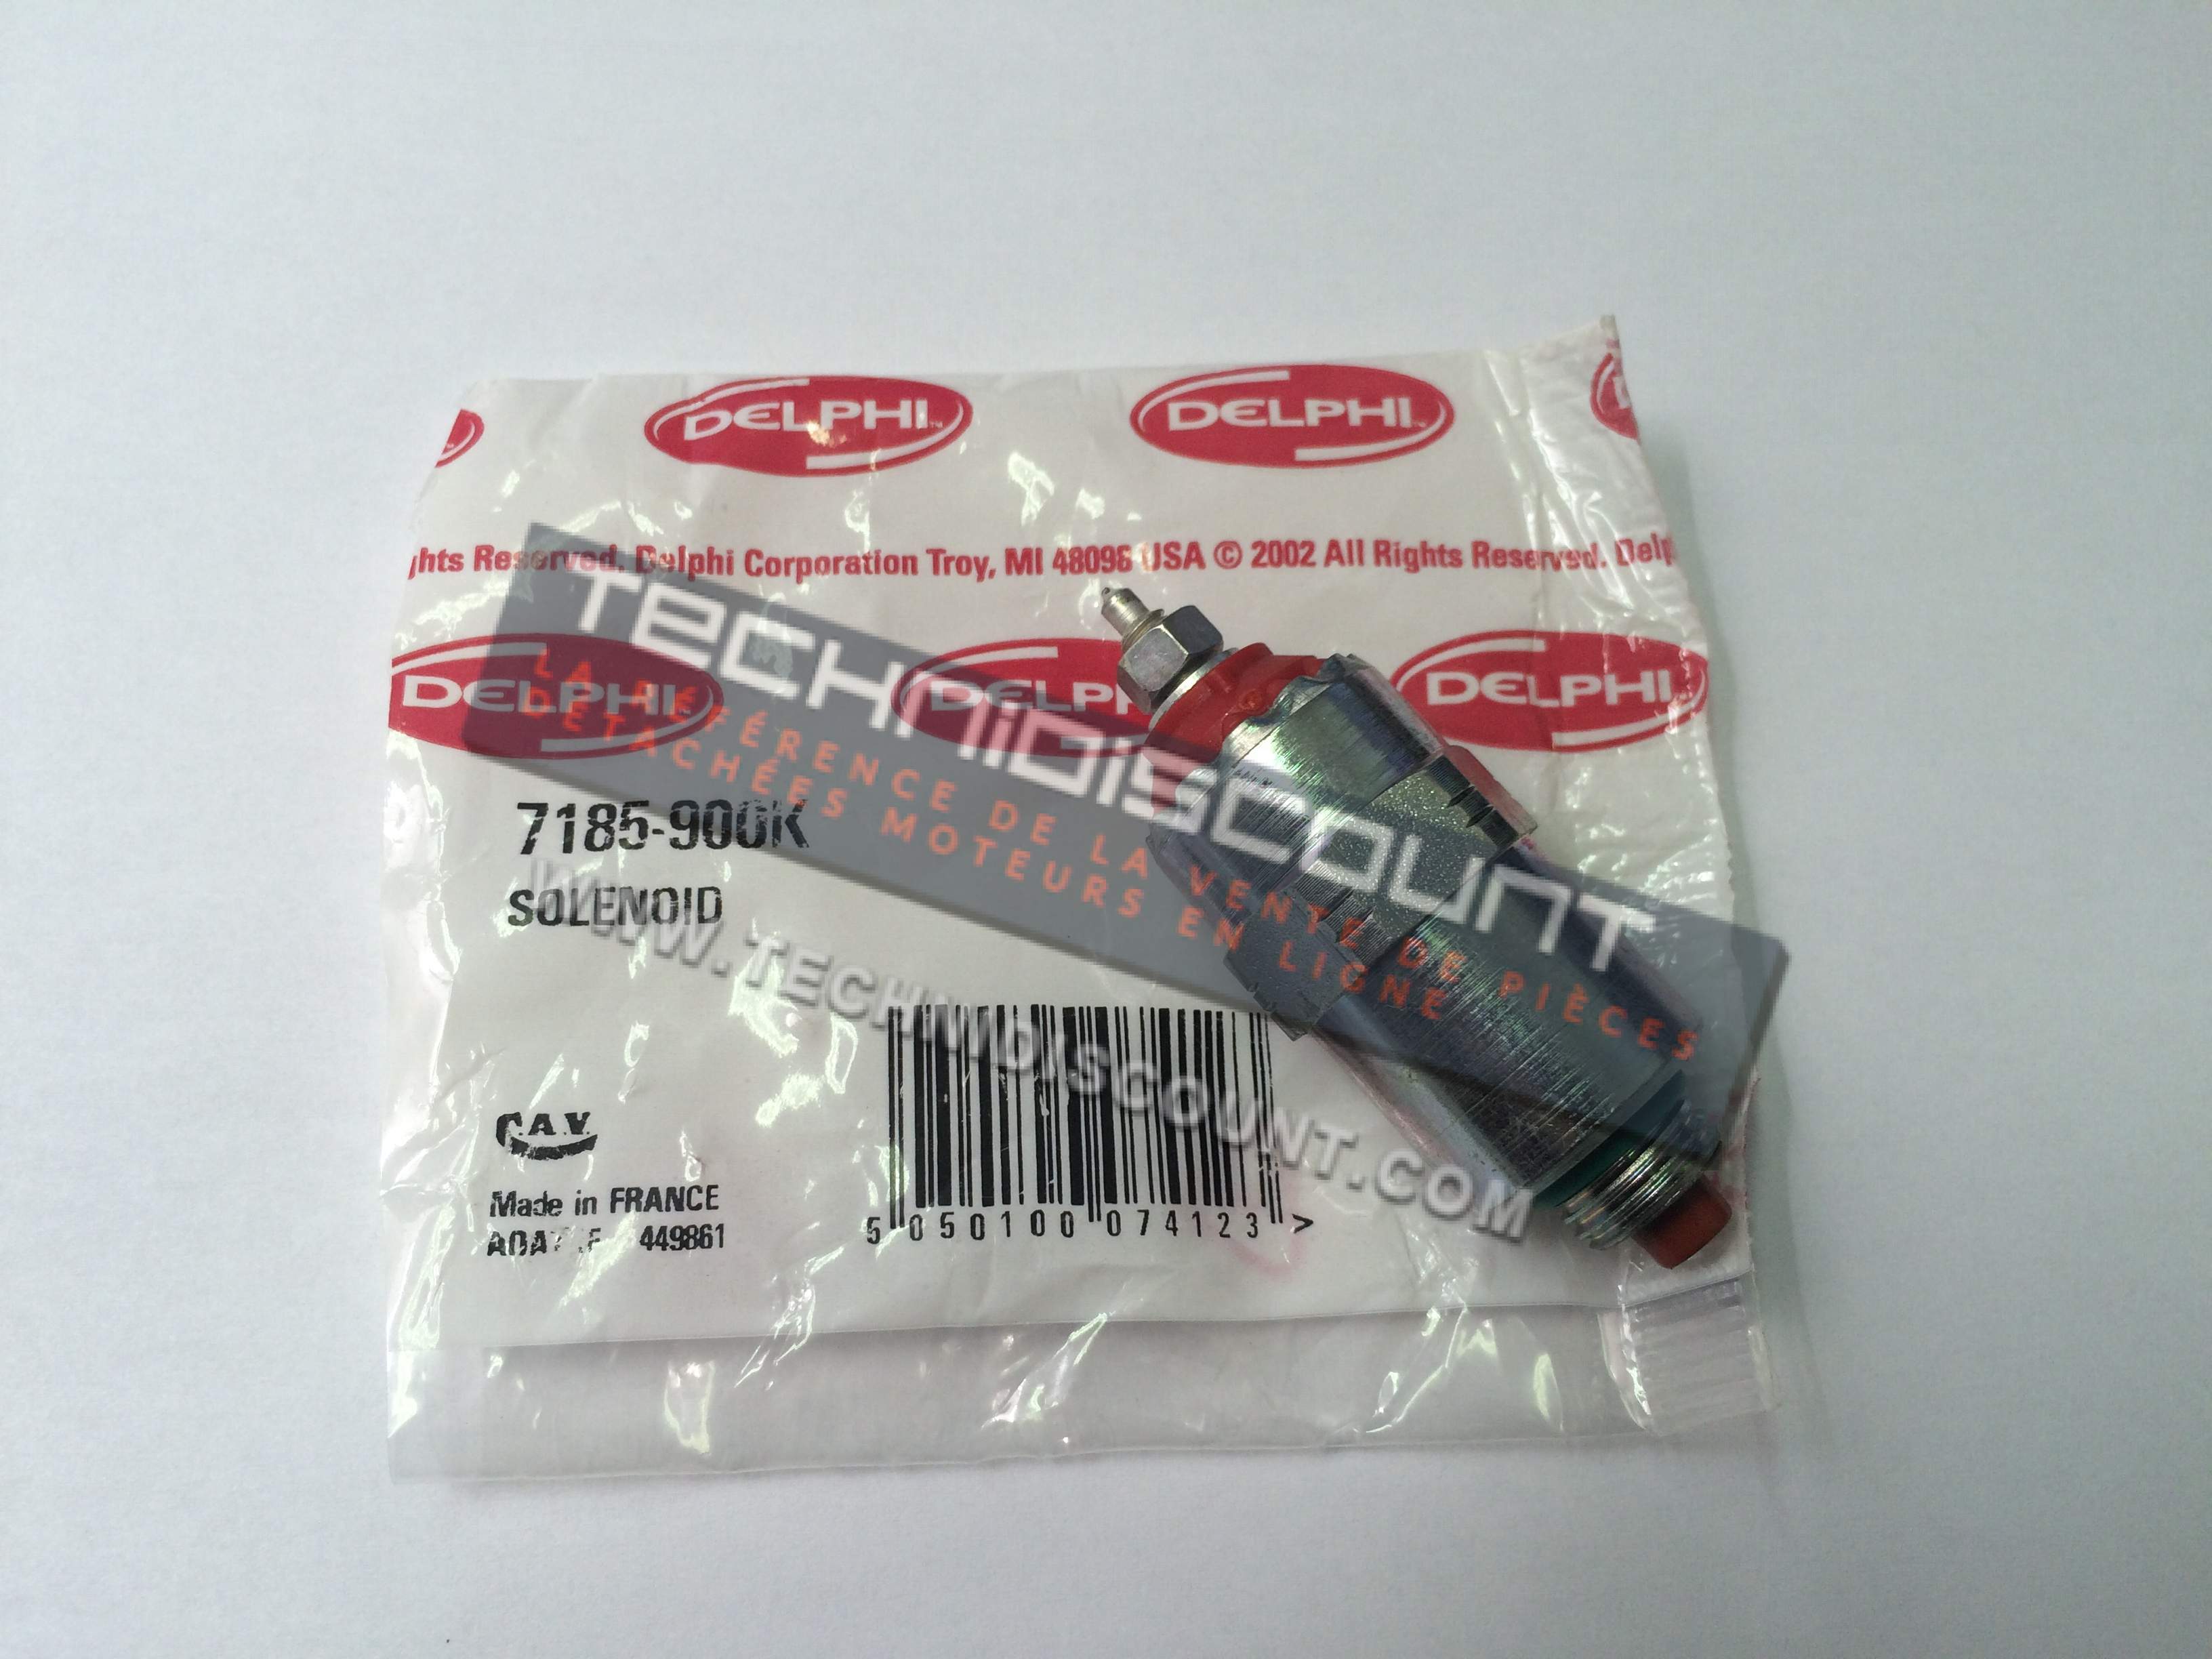 DELPHI
DELPHI
ghts Reserved. Delphi Corporation Troy, MI 48098 USA © 2002 All Rights Reserved. Delp
DELPHI
DELPHI
DELPHI
TECHNIDISCOUNT
LA RÉFÉRENCE DE LA VENTE DE PIÈCES
DÉTACHÉES MOTEURS EN LIGNE
WWW.TECHNIDISCOUNT.COM
7185-900K
SOLENOID
C.A.V.
Made in FRANCE
449861
5 050100 074123 >